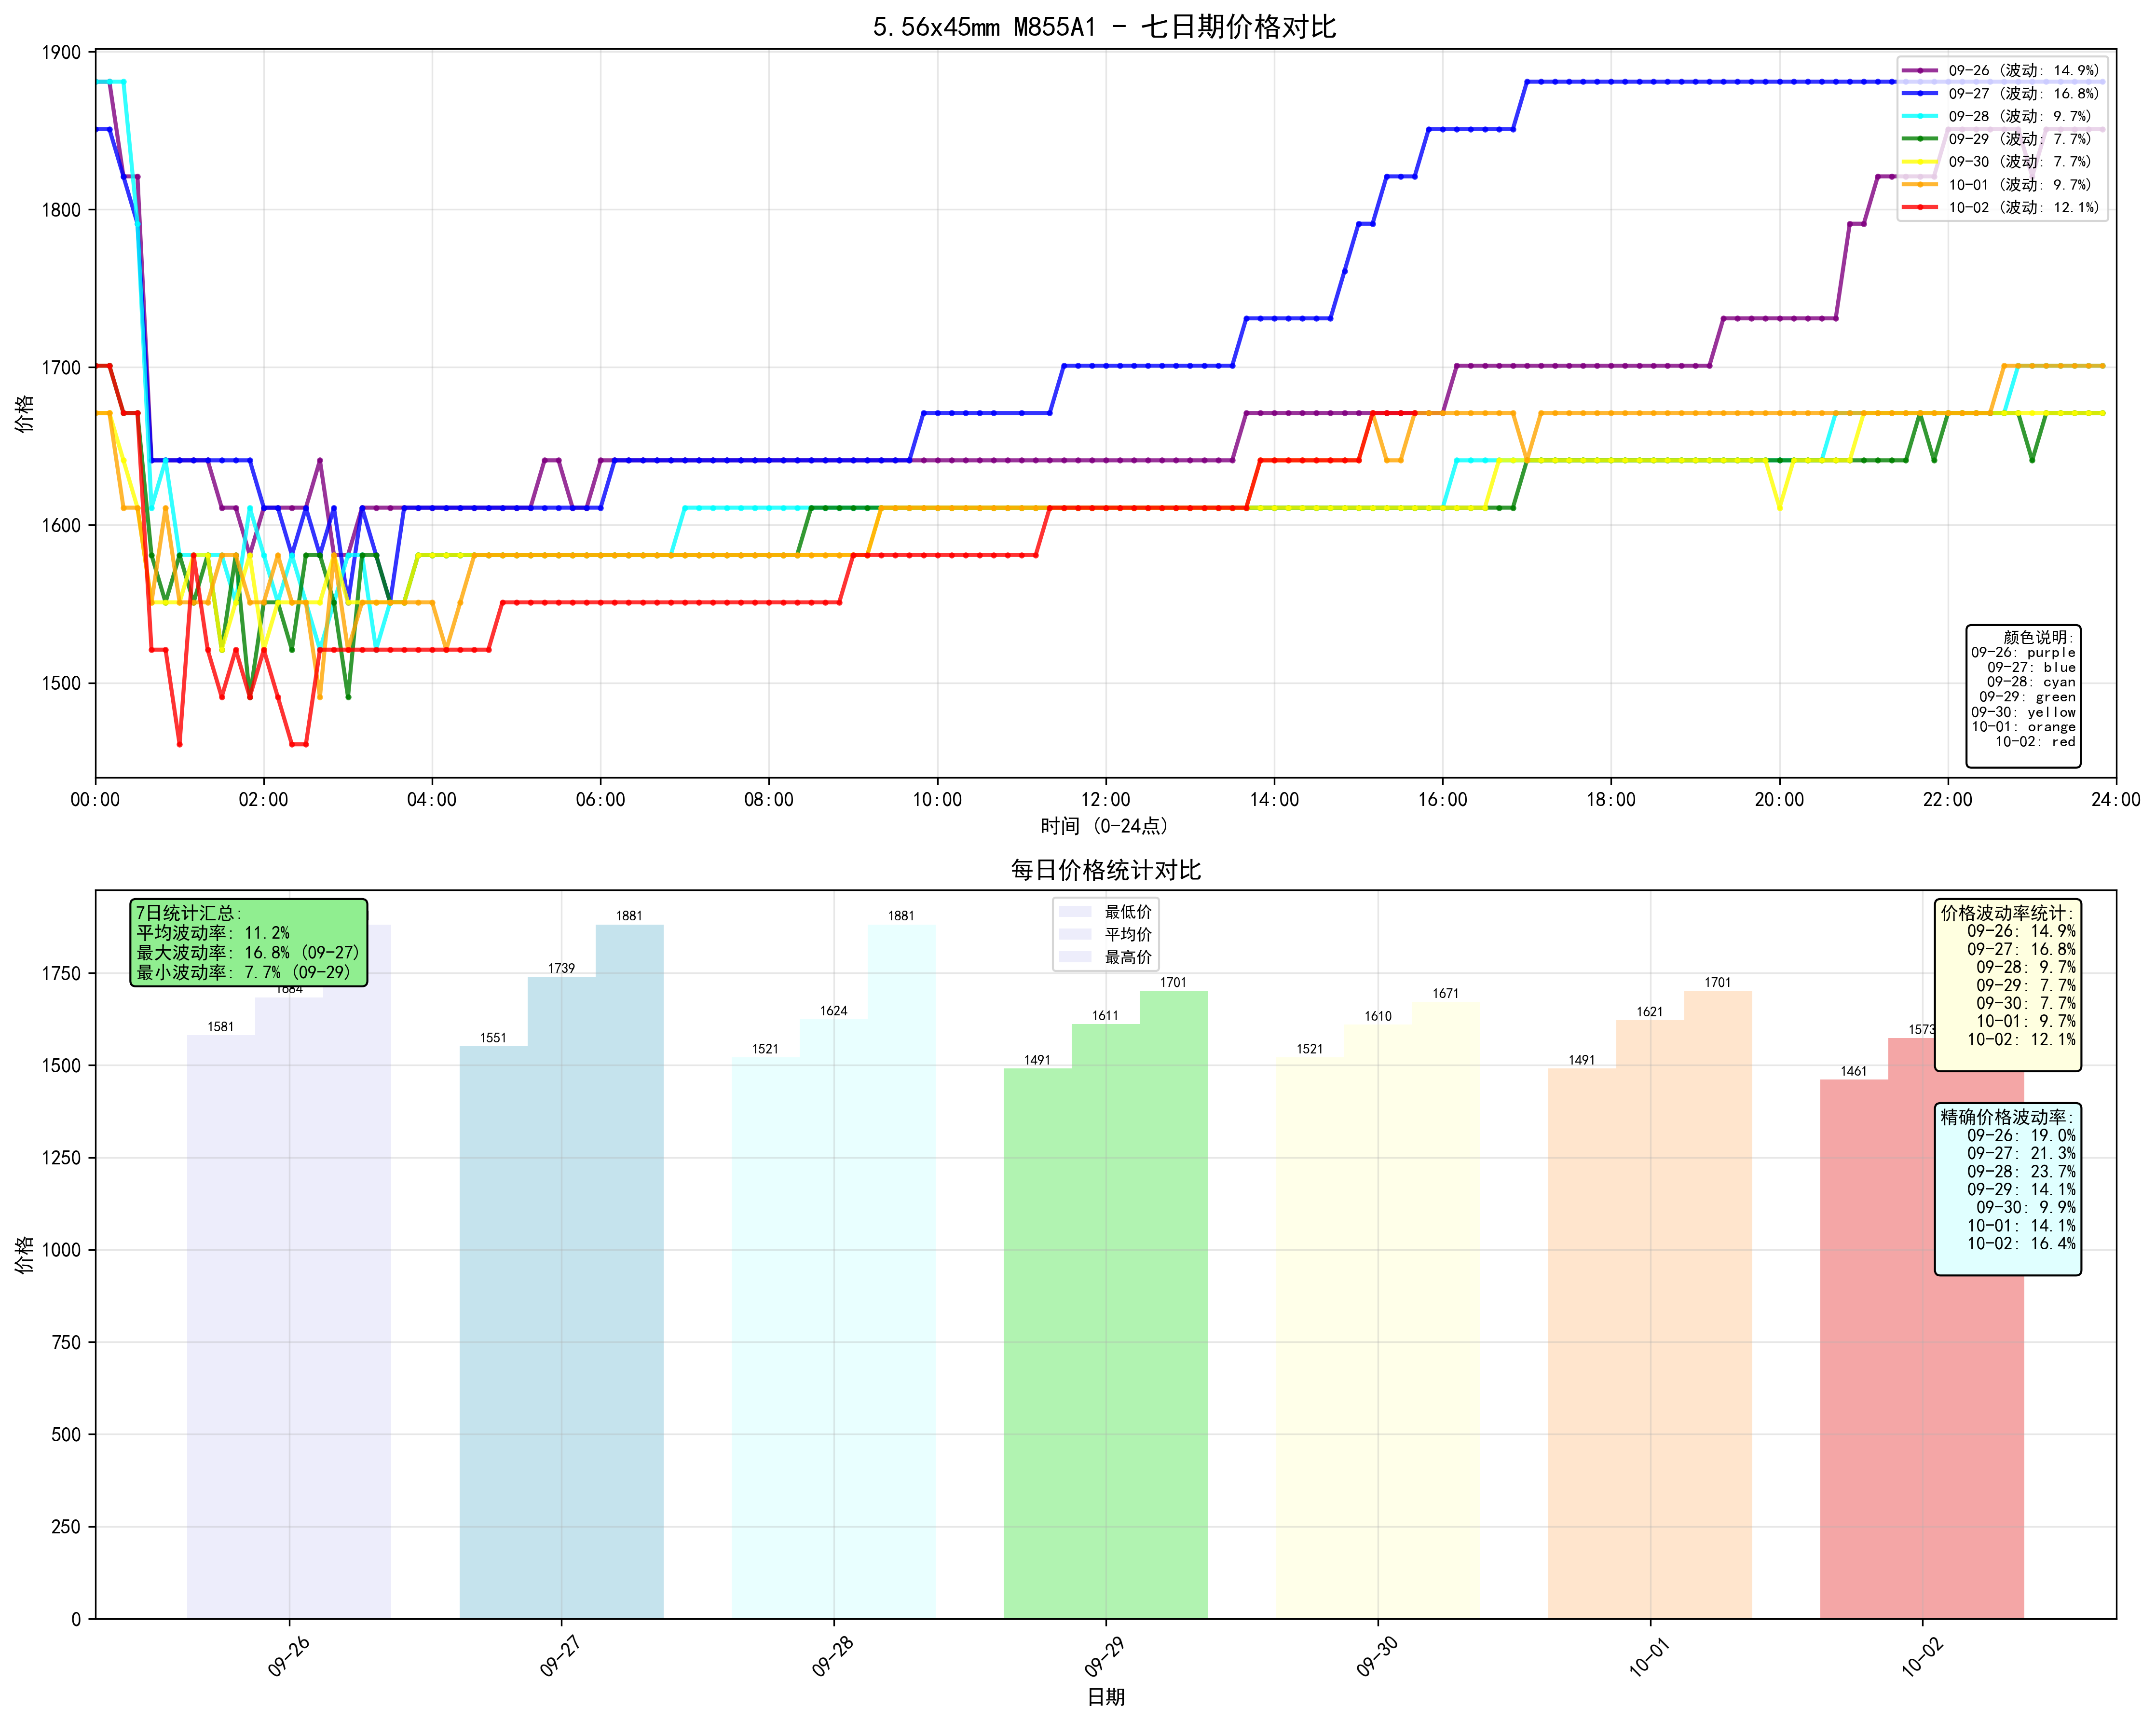 5.56x45mm M855A1 - 七日期价格对比
1900
1800
1700
1600
1500
价格
09-26 (波动: 14.9%)
09-27 (波动: 16.8%)
09-28 (波动: 9.7%)
09-29 (波动: 7.7%)
09-30 (波动: 7.7%)
10-01 (波动: 9.7%)
10-02 (波动: 12.1%)
颜色说明:
09-26: purple
09-27: blue
09-28: cyan
09-29: green
09-30: yellow
10-01: orange
10-02: red
00:00 02:00 04:00 06:00 08:00 10:00 12:00 14:00 16:00 18:00 20:00 22:00 24:00
时间 (0-24点)
每日价格统计对比
7日统计汇总:
平均波动率: 11.2%
最大波动率: 16.8% (09-27)
最小波动率: 7.7% (09-29)
最低价
平均价
最高价
价格波动率统计:
09-26: 14.9%
09-27: 16.8%
09-28: 9.7%
09-29: 7.7%
09-30: 7.7%
10-01: 9.7%
10-02: 12.1%
精确价格波动率:
09-26: 19.0%
09-27: 21.3%
09-28: 23.7%
09-29: 14.1%
09-30: 9.9%
10-01: 14.1%
10-02: 16.4%
1581 1684
1551 1739 1881
1521 1624 1881
1491 1611 1701
1521 1610 1671
1491 1621 1701
1461 1573
1750
1500
1250
1000
750
500
250
0
价格
09-26 09-27 09-28 09-29 09-30 10-01 10-02
日期